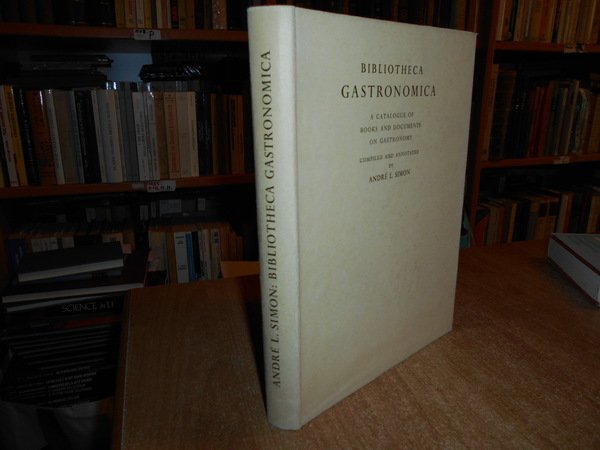 BIBLIOTHECA
GASTRONOMICA
A CATALOGUE OF
BOOKS AND DOCUMENTS
ON GASTRONOMY
COMPILED AND ANNOTATED
BY
ANDRÉ L. SIMON
ANDRÉ L. SIMON: BIBLIOTHECA GASTRONOMICA